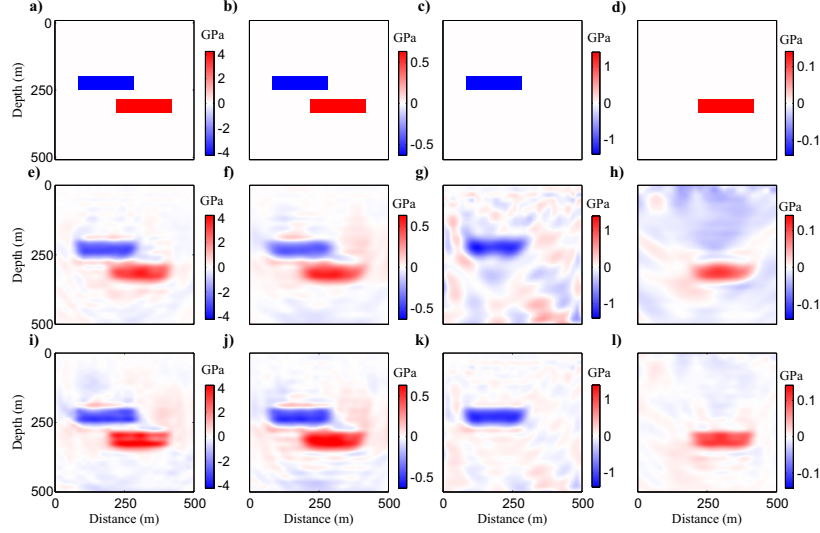 a) b) c) d)
GPa GPa GPa GPa
0
250
500
Depth (m)
4 2 0 -2 -4
0.5 0 -0.5
1 0 -1
0.1 0 -0.1
e) f) g) h)
GPa GPa GPa GPa
0
250
500
Depth (m)
4 2 0 -2 -4
0.5 0 -0.5
1 0 -1
0.1 0 -0.1
i) j) k) l)
GPa GPa GPa GPa
0
250
500
Depth (m)
4 2 0 -2 -4
0.5 0 -0.5
1 0 -1
0.1 0 -0.1
0 250 500 0 250 500 0 250 500 0 250 500
Distance (m) Distance (m) Distance (m) Distance (m)